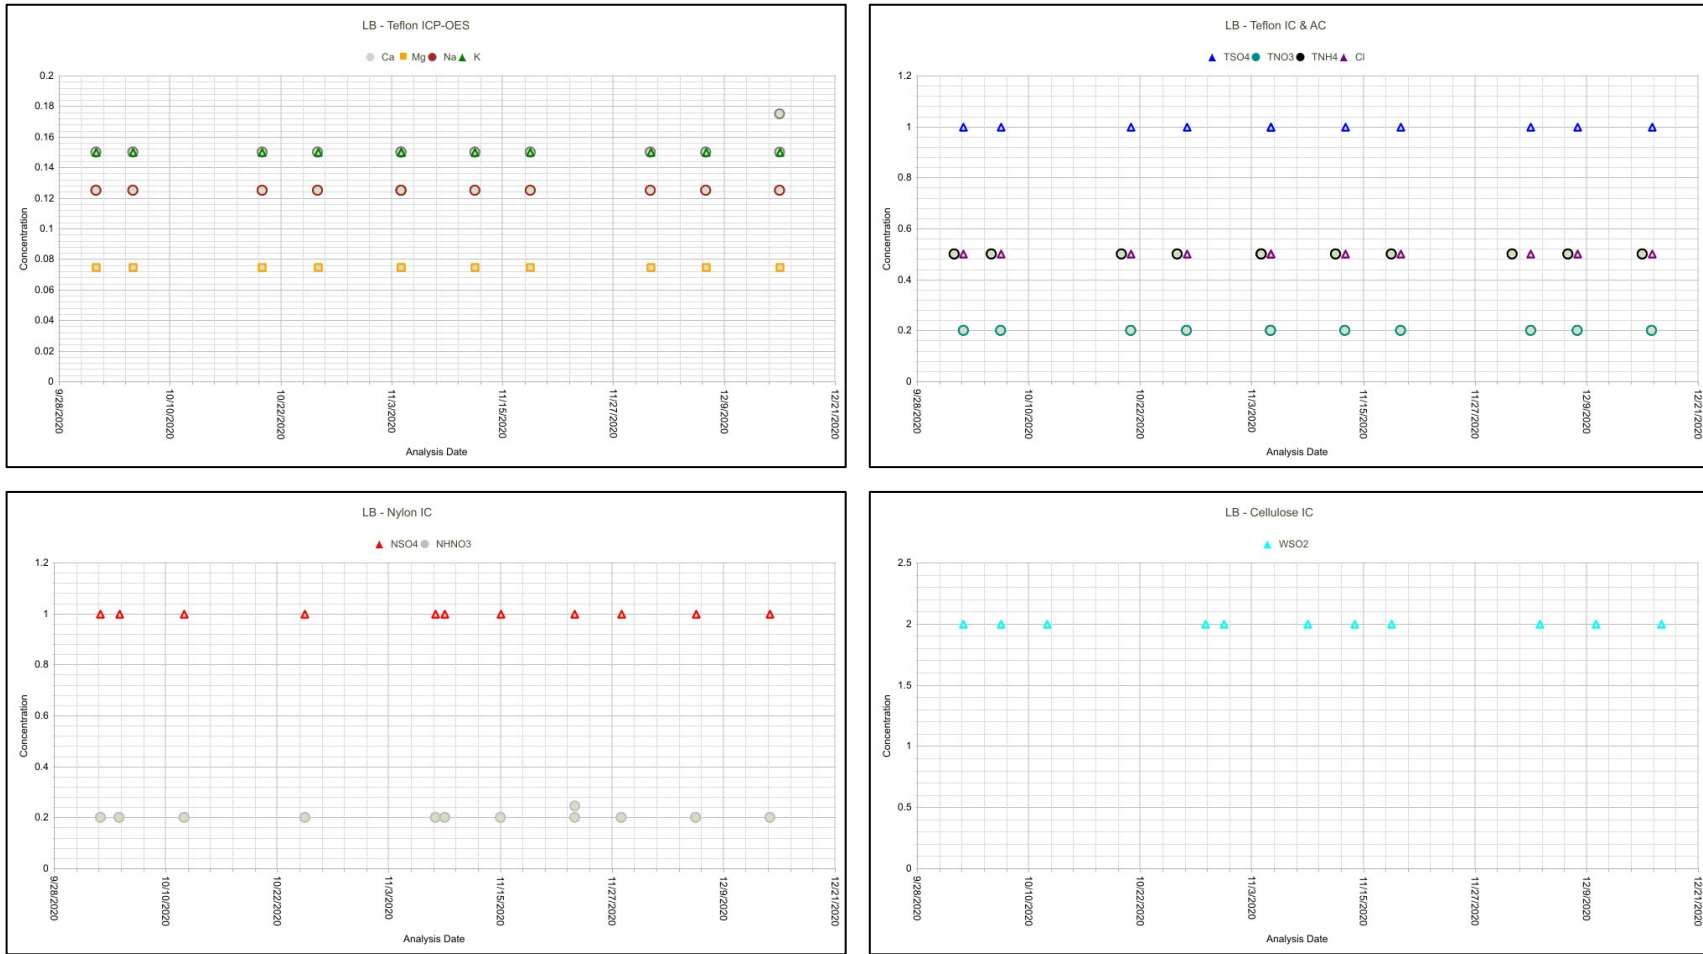 LB - Teflon ICP-OES
Ca Mg Na K
0.2
0.18
0.16
0.14
0.12
0.1
0.08
0.06
0.04
0.02
0
Concentration
9/28/2020 10/10/2020 10/22/2020 11/3/2020 11/15/2020 11/27/2020 12/9/2020 12/21/2020
Analysis Date
LB - Teflon IC & AC
TSO4 TNO3 TNH4 Cl
1.2
1
0.8
0.6
0.4
0.2
0
Concentration
9/28/2020 10/10/2020 10/22/2020 11/3/2020 11/15/2020 11/27/2020 12/9/2020 12/21/2020
Analysis Date
LB - Nylon IC
NSO4 NHNO3
1.2
1
0.8
0.6
0.4
0.2
0
Concentration
9/28/2020 10/10/2020 10/22/2020 11/3/2020 11/15/2020 11/27/2020 12/9/2020 12/21/2020
Analysis Date
LB - Cellulose IC
WSO2
2.5
2
1.5
1
0.5
0
Concentration
9/28/2020 10/10/2020 10/22/2020 11/3/2020 11/15/2020 11/27/2020 12/9/2020 12/21/2020
Analysis Date